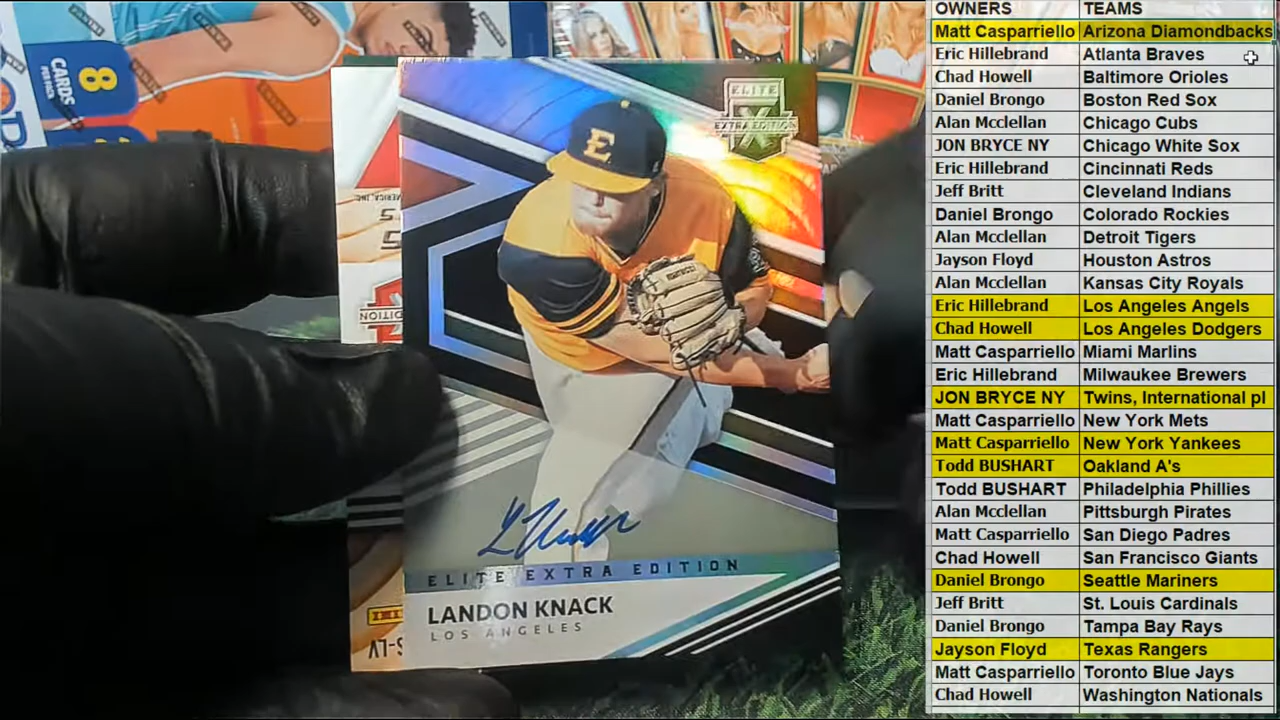 8
CARDS
PANINI
E
ELITE
X
EXTRA EDITION
ELITE EXTRA EDITION
LANDON KNACK
LOS ANGELES
OWNERS TEAMS
Matt Casparriello Arizona Diamondbacks
Eric Hillebrand Atlanta Braves
Chad Howell Baltimore Orioles
Daniel Brongo Boston Red Sox
Alan Mcclellan Chicago Cubs
JON BRYCE NY Chicago White Sox
Eric Hillebrand Cincinnati Reds
Jeff Britt Cleveland Indians
Daniel Brongo Colorado Rockies
Alan Mcclellan Detroit Tigers
Jayson Floyd Houston Astros
Alan Mcclellan Kansas City Royals
Eric Hillebrand Los Angeles Angels
Chad Howell Los Angeles Dodgers
Matt Casparriello Miami Marlins
Eric Hillebrand Milwaukee Brewers
JON BRYCE NY Twins, International pl
Matt Casparriello New York Mets
Matt Casparriello New York Yankees
Todd BUSHART Oakland A's
Todd BUSHART Philadelphia Phillies
Alan Mcclellan Pittsburgh Pirates
Matt Casparriello San Diego Padres
Chad Howell San Francisco Giants
Daniel Brongo Seattle Mariners
Jeff Britt St. Louis Cardinals
Daniel Brongo Tampa Bay Rays
Jayson Floyd Texas Rangers
Matt Casparriello Toronto Blue Jays
Chad Howell Washington Nationals